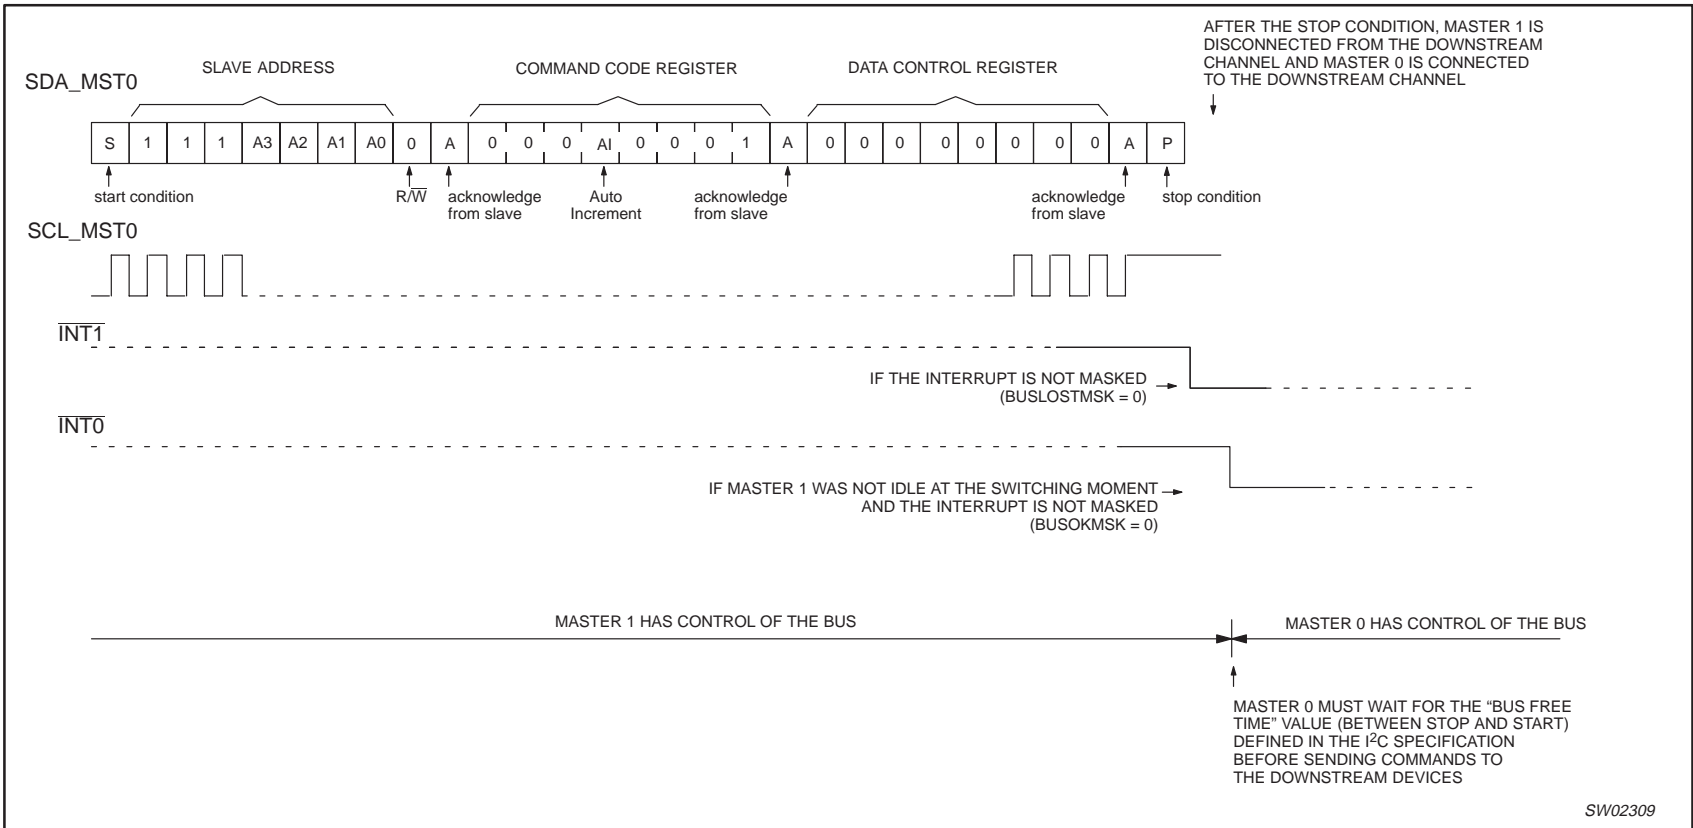 AFTER THE STOP CONDITION, MASTER 1 IS
DISCONNECTED FROM THE DOWNSTREAM
CHANNEL AND MASTER 0 IS CONNECTED
TO THE DOWNSTREAM CHANNEL
SLAVE ADDRESS COMMAND CODE REGISTER DATA CONTROL REGISTER
SDA_MST0
S 1 1 1 A3 A2 A1 A0 0 A 0 0 0 AI 0 0 0 1 A 0 0 0 0 0 0 0 0 A P
start condition R/W acknowledge from slave Auto Increment acknowledge from slave acknowledge from slave stop condition
SCL_MST0
INT1
IF THE INTERRUPT IS NOT MASKED
(BUSLOSTMSK = 0)
INT0
IF MASTER 1 WAS NOT IDLE AT THE SWITCHING MOMENT
AND THE INTERRUPT IS NOT MASKED
(BUSOKMSK = 0)
MASTER 1 HAS CONTROL OF THE BUS MASTER 0 HAS CONTROL OF THE BUS
MASTER 0 MUST WAIT FOR THE “BUS FREE
TIME” VALUE (BETWEEN STOP AND START)
DEFINED IN THE I²C SPECIFICATION
BEFORE SENDING COMMANDS TO
THE DOWNSTREAM DEVICES
SW02309